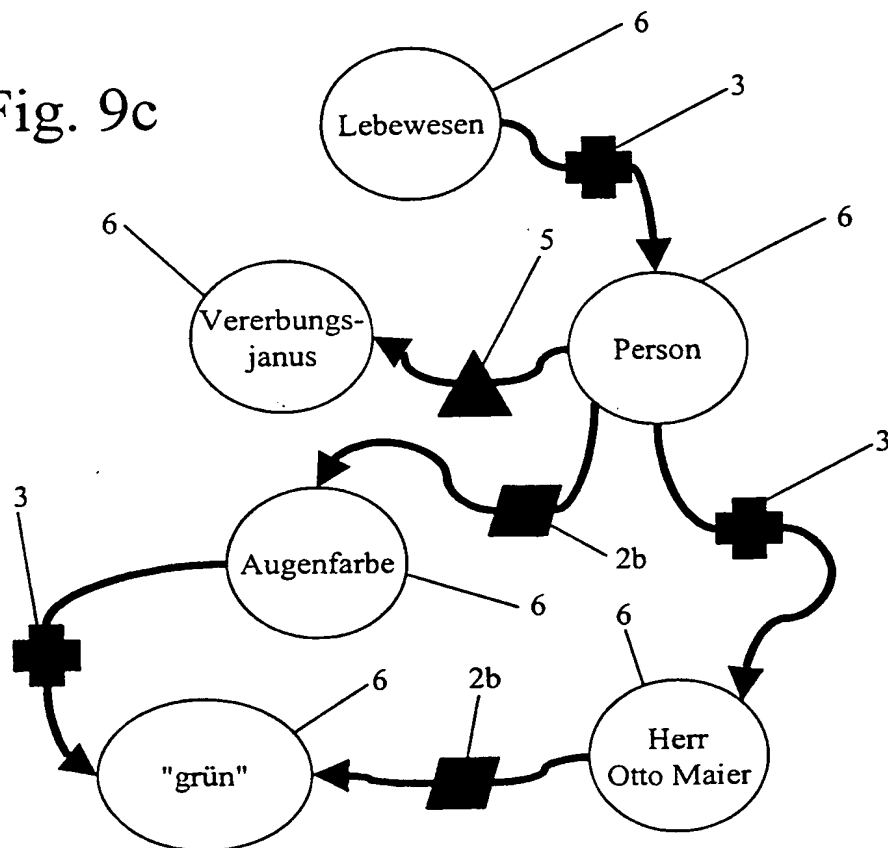 Fig. 9c
6
Lebewesen
3
6
6
5
Vererbungs-
janus
Person
3
3
2b
Augenfarbe
6
6
2b
6
Herr
Otto Maier
"grün"